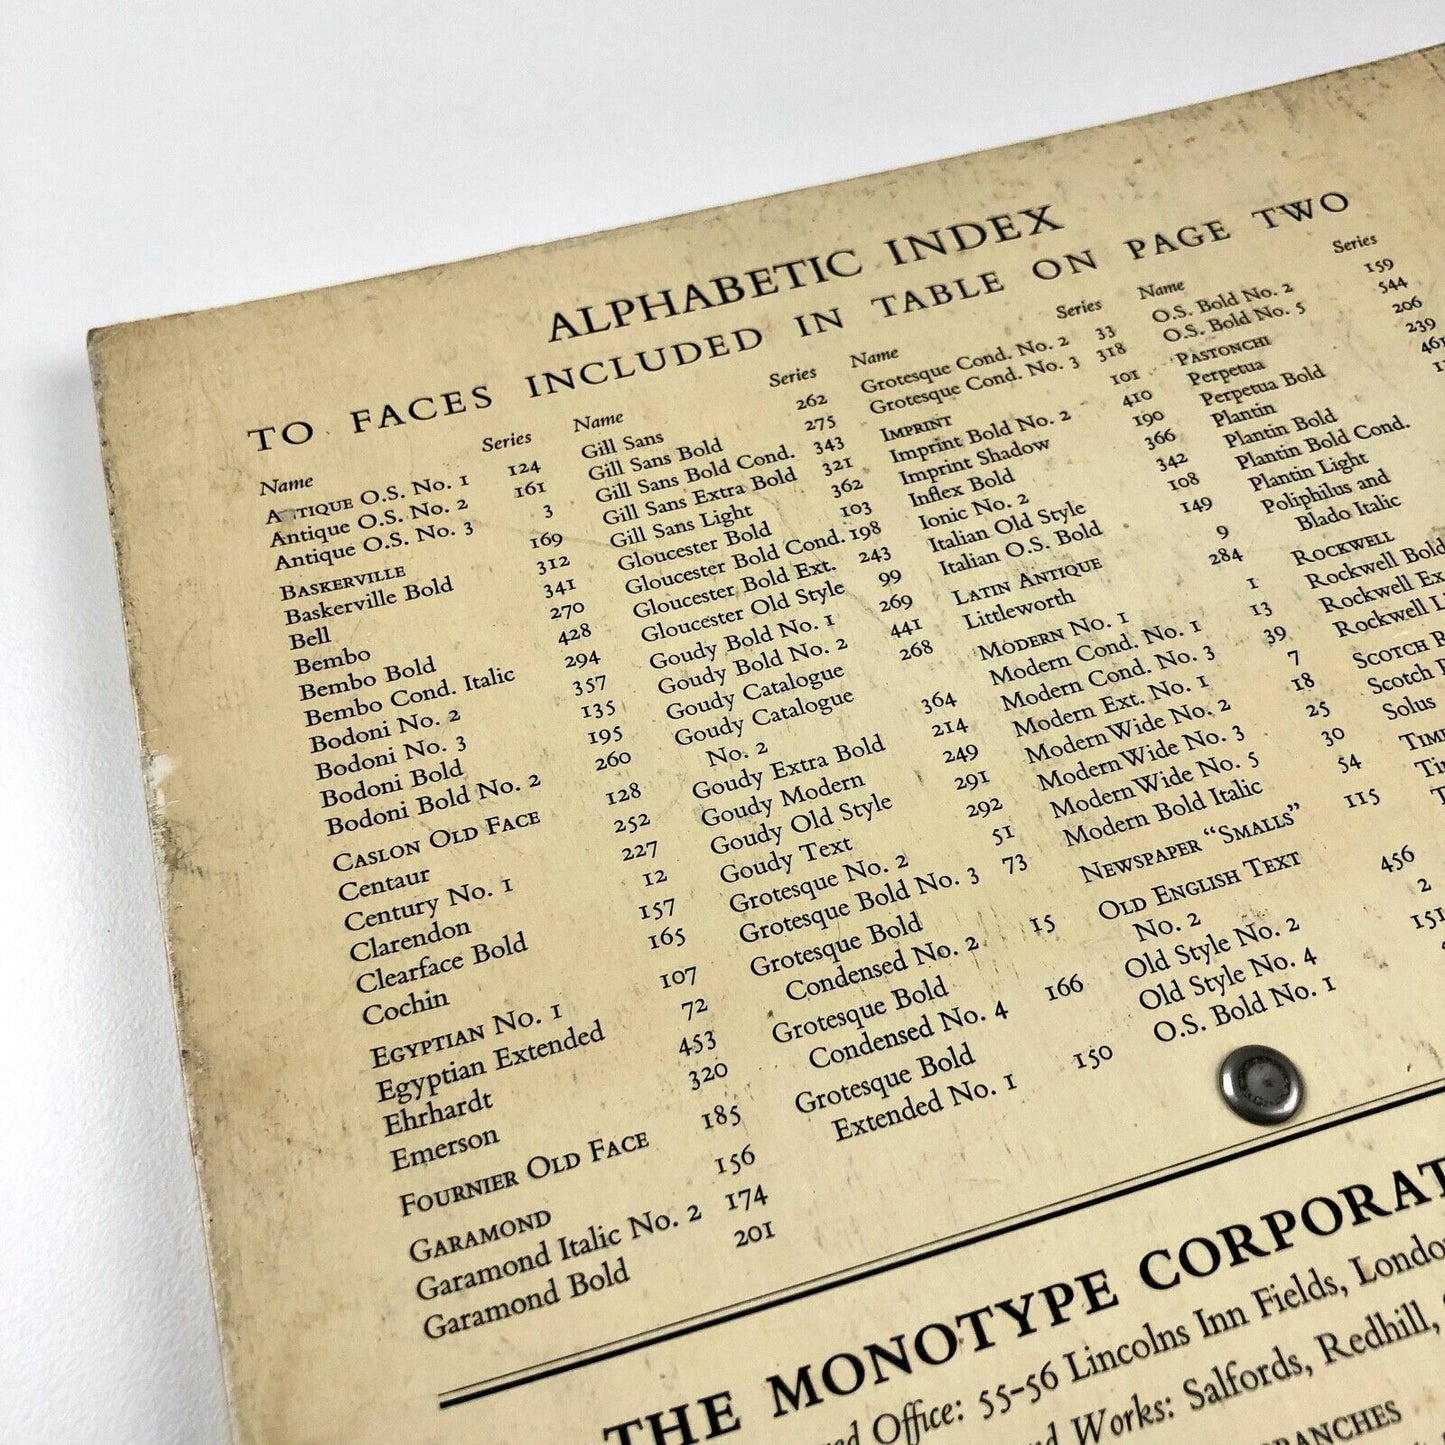 ALPHABETIC INDEX
TO FACES INCLUDED IN TABLE ON PAGE TWO
Name Series
ANTIQUE O.S. No. 1 124
Antique O.S. No. 2 161
Antique O.S. No. 3 3
BASKERVILLE 169
Baskerville Bold 312
Bell 341
Bembo 270
Bembo Bold 428
Bembo Cond. Italic 294
Bodoni No. 2 357
Bodoni No. 3 135
Bodoni Bold 195
Bodoni Bold No. 2 260
CASLON OLD FACE 128
Centaur 252
Century No. 1 227
Clarendon 12
Clearface Bold 157
Cochin 165
EGYPTIAN No. 1 107
Egyptian Extended 72
Ehrhardt 453
Emerson 320
FOURNIER OLD FACE 185
GARAMOND 156
Garamond Italic No. 2 174
Garamond Bold 201
Name Series
Gill Sans 262
Gill Sans Bold 275
Gill Sans Bold Cond. 343
Gill Sans Extra Bold 321
Gill Sans Light 362
Gloucester Bold 103
Gloucester Bold Cond. 198
Gloucester Bold Ext. 243
Gloucester Old Style 99
Goudy Bold No. 1 269
Goudy Bold No. 2 441
Goudy Catalogue 268
Goudy Catalogue
No. 2 364
Goudy Extra Bold 214
Goudy Modern 249
Goudy Old Style 291
Goudy Text 292
Grotesque No. 2 51
Grotesque Bold No. 3 73
Grotesque Bold
Condensed No. 2 15
Grotesque Bold
Condensed No. 4 166
Grotesque Bold
Extended No. 1 150
Name Series
Grotesque Cond. No. 2 33
Grotesque Cond. No. 3 318
IMPRINT 101
Imprint Bold No. 2 410
Imprint Shadow 190
Inflex Bold 366
Ionic No. 2 342
Italian Old Style 108
Italian O.S. Bold 149
LATIN ANTIQUE 9
Littleworth 284
MODERN No. 1 1
Modern Cond. No. 1 13
Modern Cond. No. 3 39
Modern Ext. No. 1 7
Modern Wide No. 2 18
Modern Wide No. 3 25
Modern Wide No. 5 30
Modern Bold Italic 54
NEWSPAPER “SMALLS” 115
OLD ENGLISH TEXT
No. 2 456
Old Style No. 2 2
Old Style No. 4 151
O.S. Bold No. 1
Name Series
O.S. Bold No. 2 159
O.S. Bold No. 5 544
PASTONCHI 206
Perpetua 239
Perpetua Bold 461
Plantin
Plantin Bold
Plantin Bold Cond.
Plantin Light
Poliphilus and
Blado Italic
ROCKWELL
Rockwell Bold
Rockwell Ex
Rockwell L
SCOTCH R
Scotch
Solus
THE MONOTYPE CORPORAT
Office: 55-56 Lincolns Inn Fields, London
Works: Salfords, Redhill,
BRANCHES